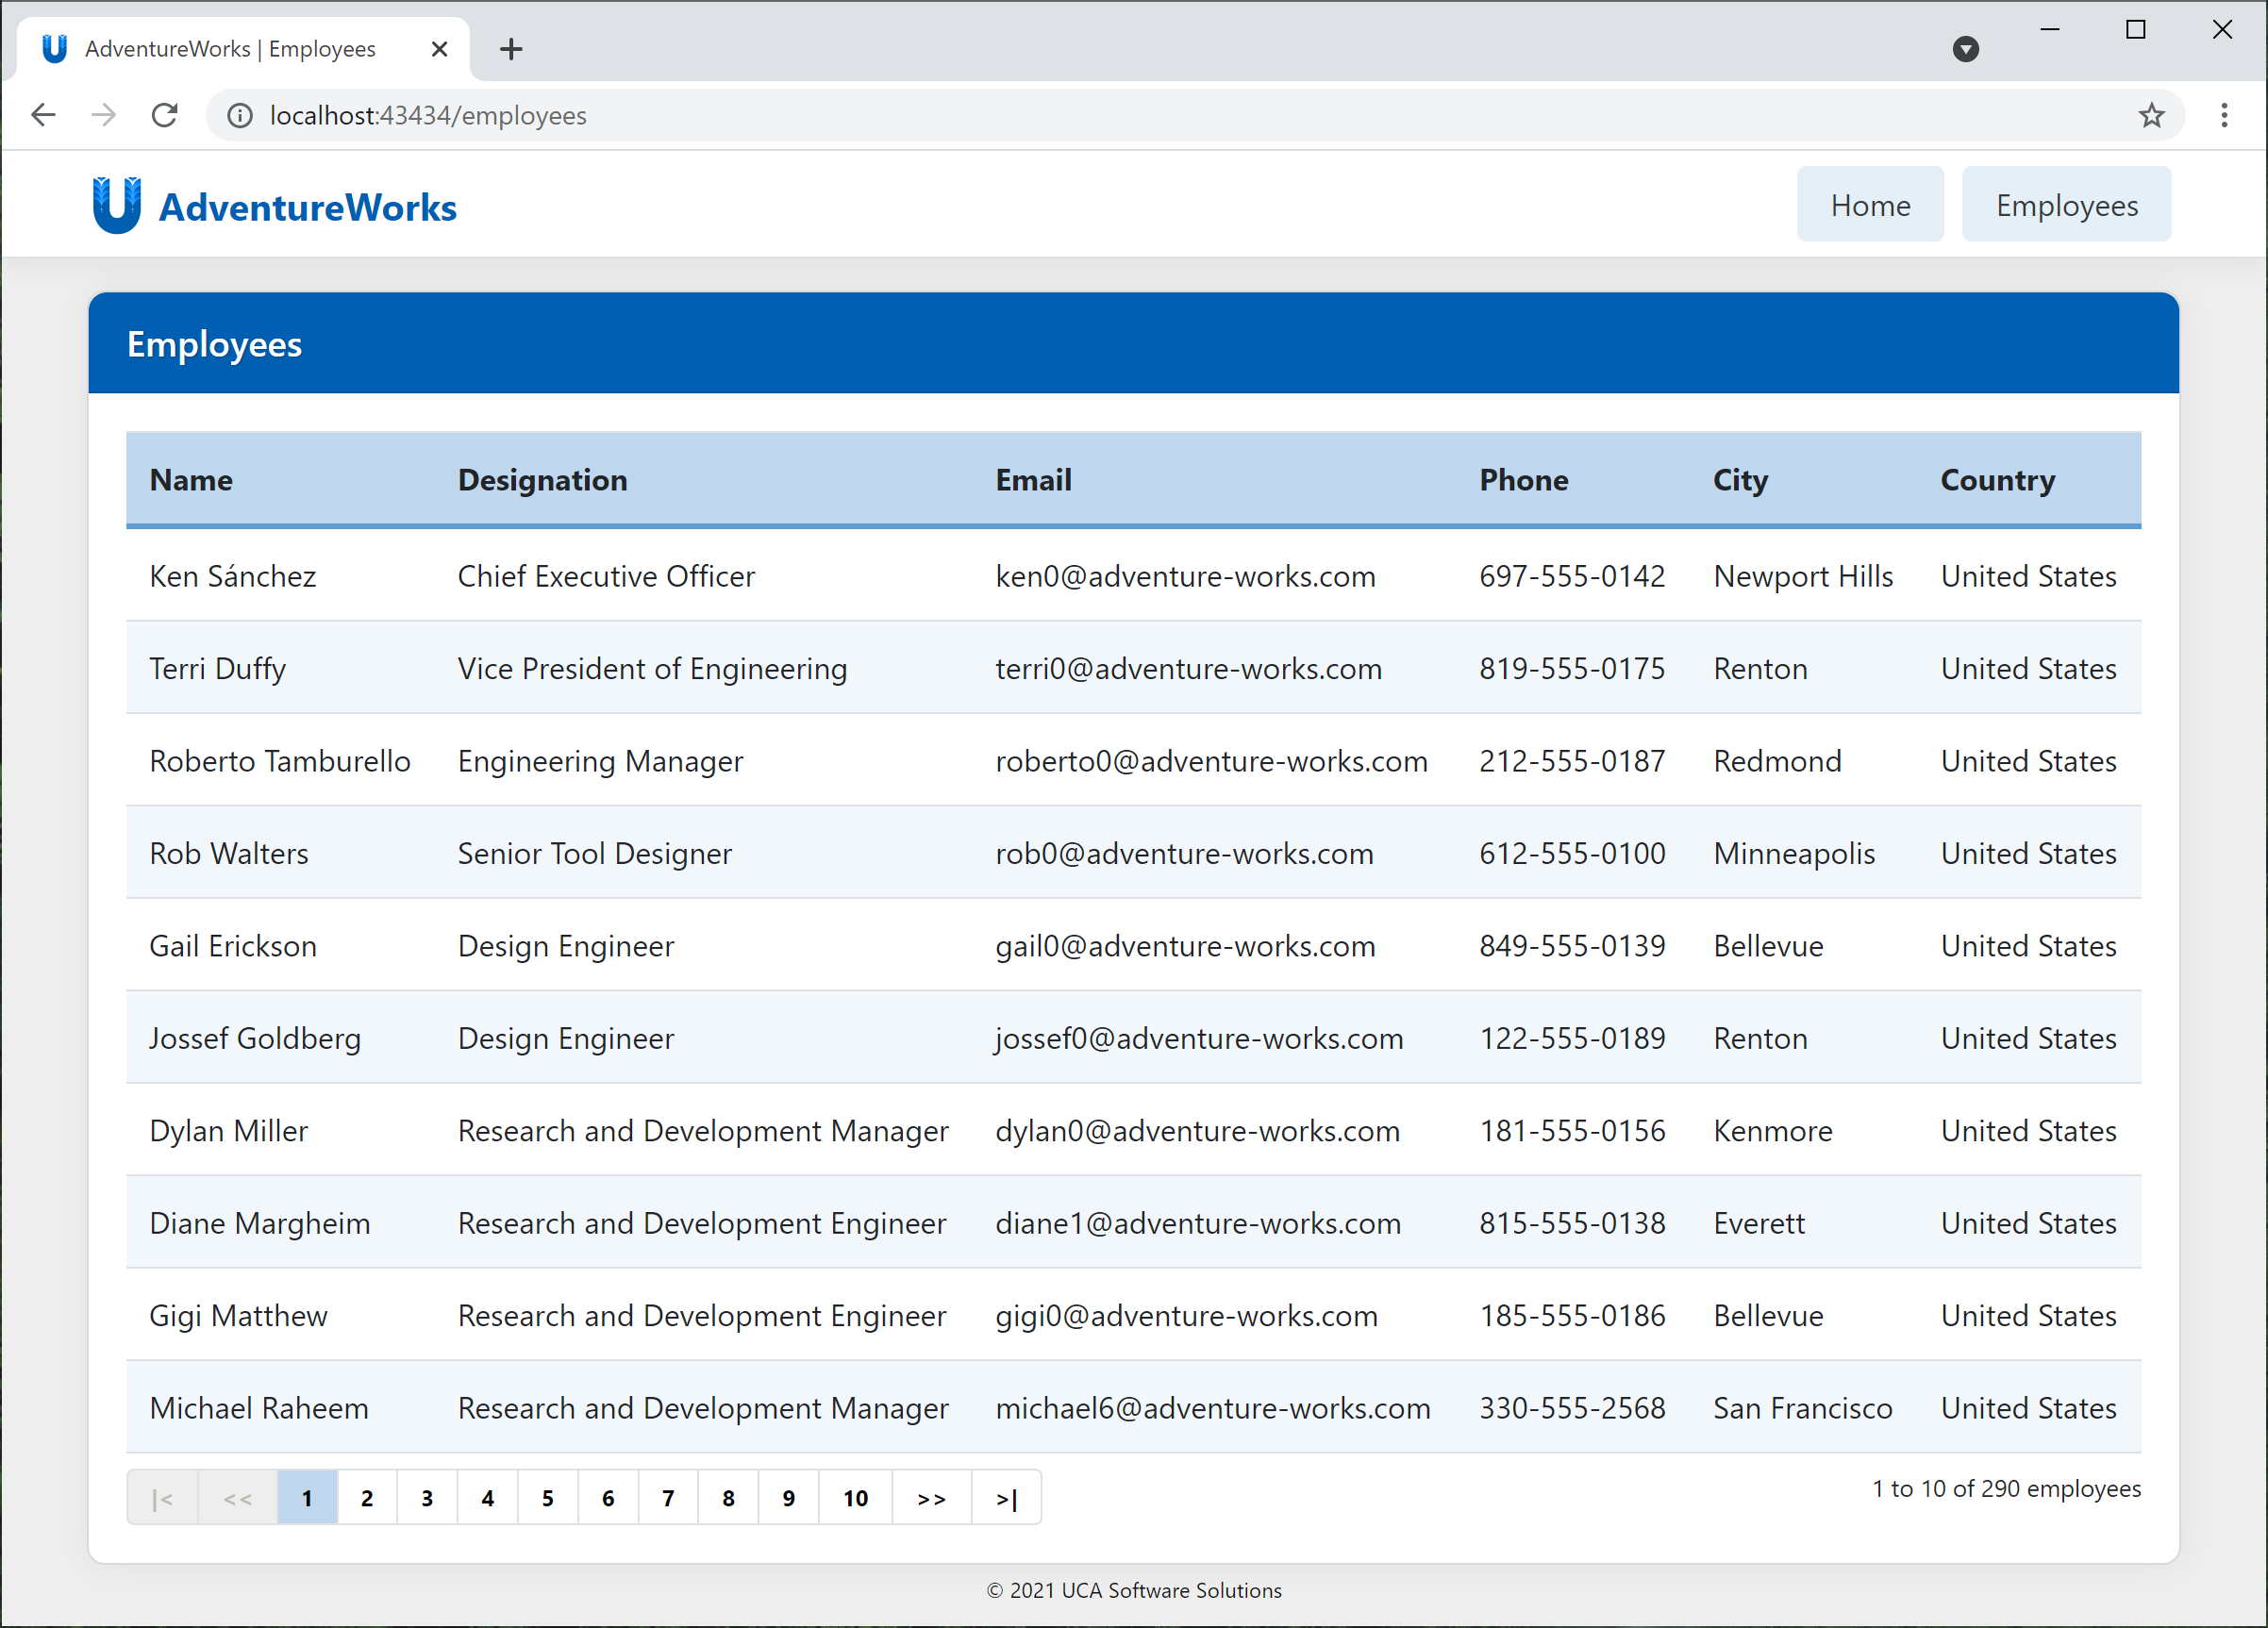 AdventureWorks | Employees
localhost:43434/employees
AdventureWorks Home Employees
Employees
Name Designation Email Phone City Country
Ken Sánchez Chief Executive Officer ken0@adventure-works.com 697-555-0142 Newport Hills United States
Terri Duffy Vice President of Engineering terri0@adventure-works.com 819-555-0175 Renton United States
Roberto Tamburello Engineering Manager roberto0@adventure-works.com 212-555-0187 Redmond United States
Rob Walters Senior Tool Designer rob0@adventure-works.com 612-555-0100 Minneapolis United States
Gail Erickson Design Engineer gail0@adventure-works.com 849-555-0139 Bellevue United States
Jossef Goldberg Design Engineer jossef0@adventure-works.com 122-555-0189 Renton United States
Dylan Miller Research and Development Manager dylan0@adventure-works.com 181-555-0156 Kenmore United States
Diane Margheim Research and Development Engineer diane1@adventure-works.com 815-555-0138 Everett United States
Gigi Matthew Research and Development Engineer gigi0@adventure-works.com 185-555-0186 Bellevue United States
Michael Raheem Research and Development Manager michael6@adventure-works.com 330-555-2568 San Francisco United States
|< << 1 2 3 4 5 6 7 8 9 10 >> >| 1 to 10 of 290 employees
© 2021 UCA Software Solutions